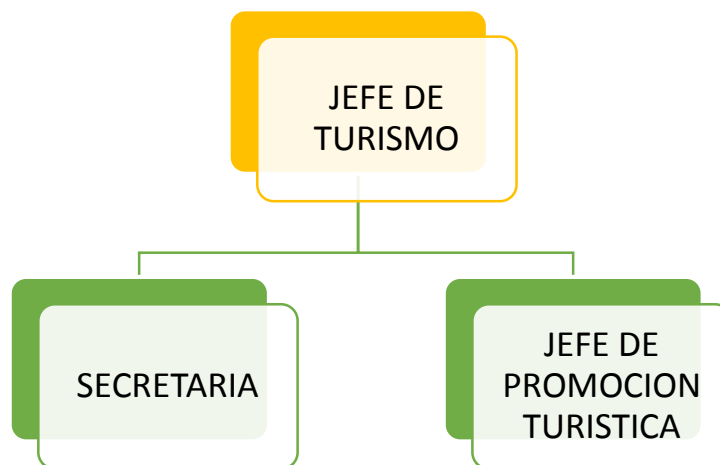 JEFE DE
TURISMO
SECRETARIA
JEFE DE
PROMOCION
TURISTICA